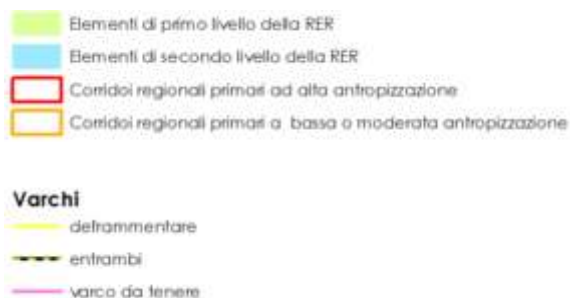 Elementi di primo livello della RER
Elementi di secondo livello della RER
Corridoi regionali primari ad alta antropizzazione
Corridoi regionali primari a bassa o moderata antropizzazione
Varchi
deframmentare
entrambi
varco da tenere